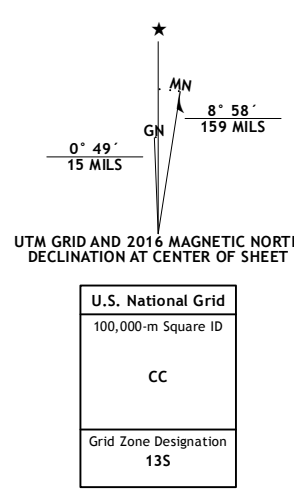 MN
GN
8° 58´
159 MILS
0° 49´
15 MILS
UTM GRID AND 2016 MAGNETIC NORT
DECLINATION AT CENTER OF SHEET
U.S. National Grid
100,000-m Square ID
CC
Grid Zone Designation
13S